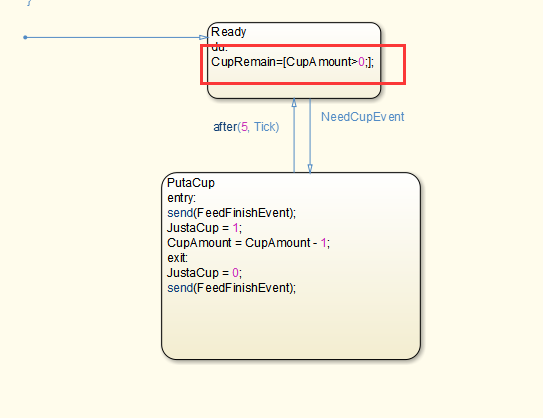 }
Ready
du:
CupRemain=[CupAmount>0;];
after(5, Tick)
NeedCupEvent
PutaCup
entry:
send(FeedFinishEvent);
JustaCup = 1;
CupAmount = CupAmount - 1;
exit:
JustaCup = 0;
send(FeedFinishEvent);